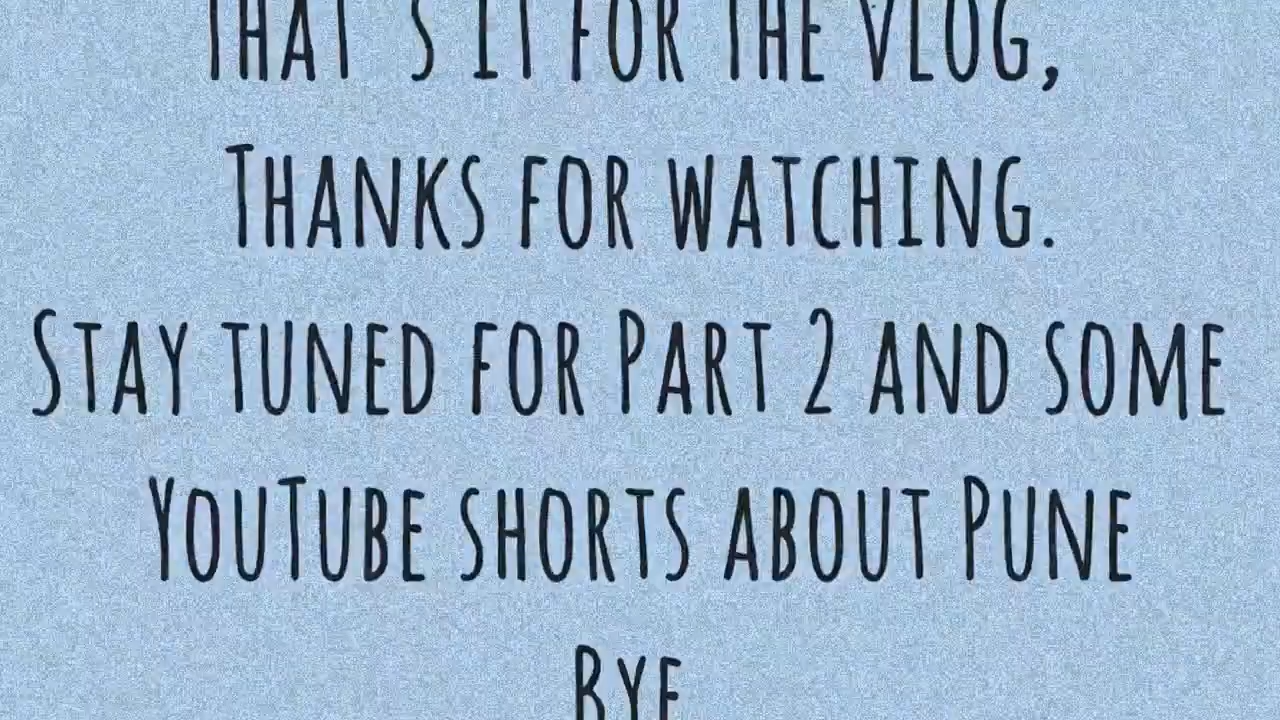 That's it for the vlog,
Thanks for watching.
Stay tuned for Part 2 and some
YouTube shorts about Pune
Bye